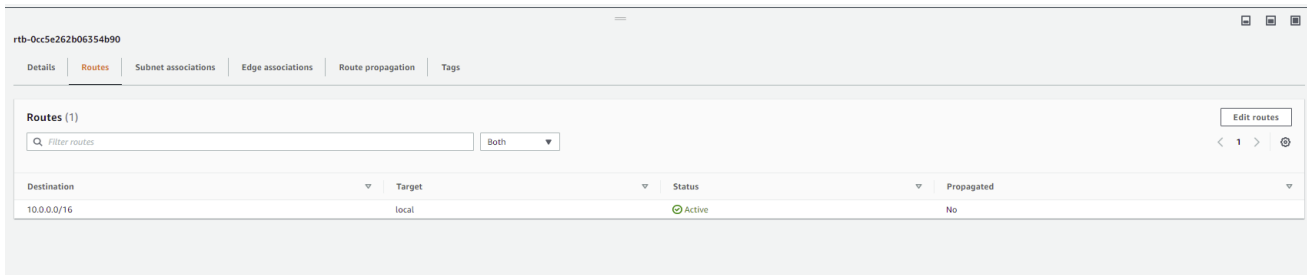 rtb-0cc5e262b06354b90
Details Routes Subnet associations Edge associations Route propagation Tags
Routes (1) Edit routes
Filter routes Both 1
Destination Target Status Propagated
10.0.0.0/16 local Active No